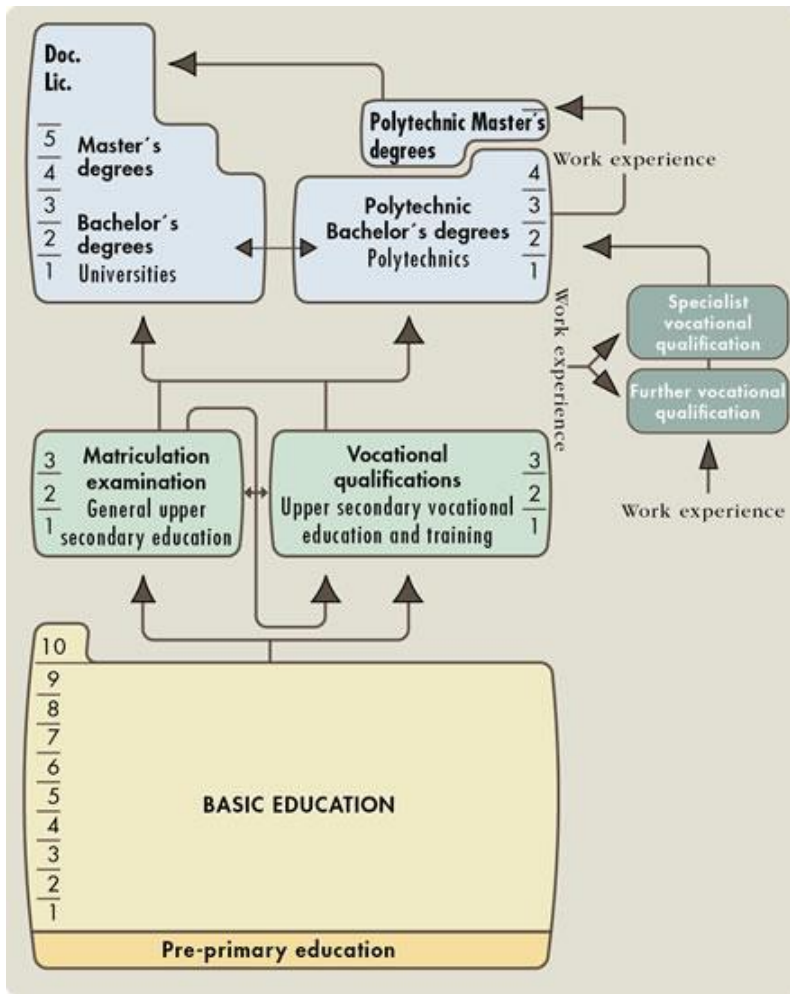 Doc.
Lic.
5
4
3
2
1
Master´s
degrees
Bachelor´s
degrees
Universities
Polytechnic Master´s
degrees
Work experience
Polytechnic
Bachelor´s degrees
Polytechnics
4
3
2
1
Work experience
Specialist
vocational
qualification
Further vocational
qualification
Work experience
3
2
1
Matriculation
examination
General upper
secondary education
Vocational
qualifications
Upper secondary vocational
education and training
3
2
1
10
9
8
7
6
5
4
3
2
1
BASIC EDUCATION
Pre-primary education